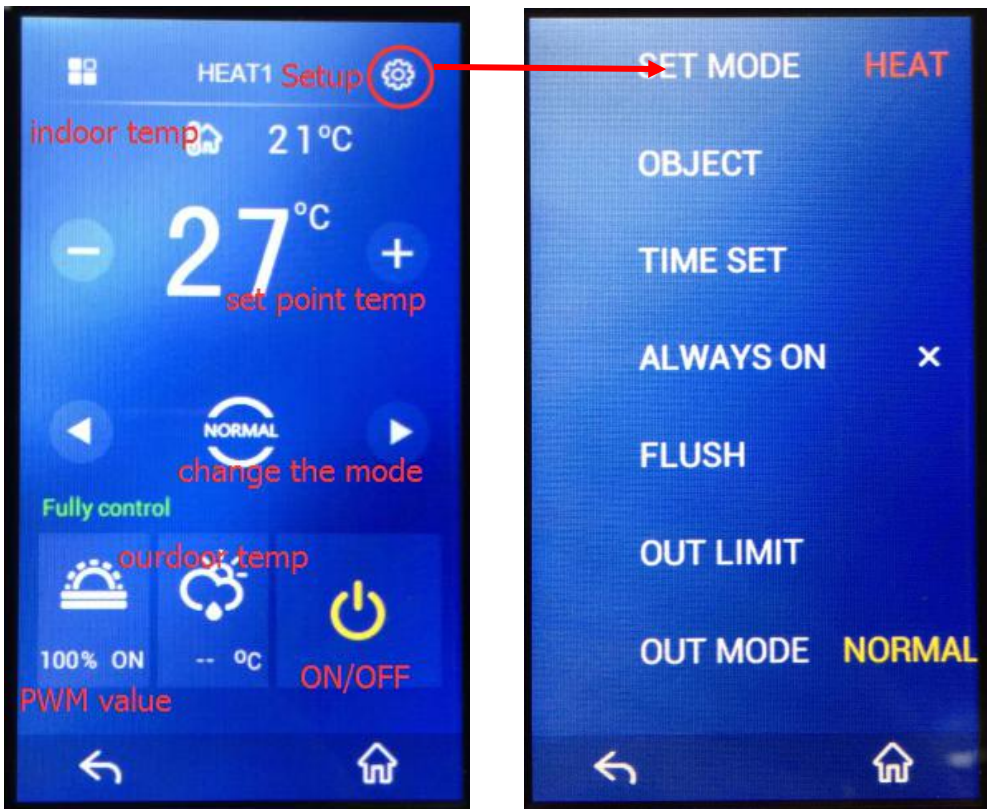 HEAT1 Setup
indoor temp 21°C
27°C
− +
set point temp
NORMAL
change the mode
Fully control
ourdoor temp
100% ON -- °C
PWM value ON/OFF
SET MODE HEAT
OBJECT
TIME SET
ALWAYS ON ×
FLUSH
OUT LIMIT
OUT MODE NORMAL